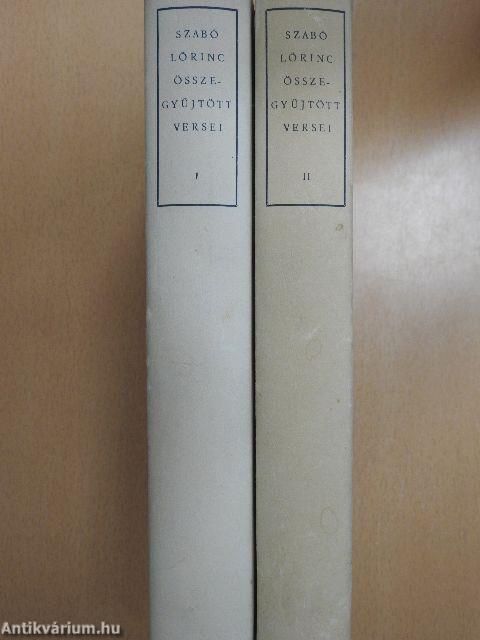 SZABÓ
LŐRINC
ÖSSZE-
GYŰJTÖTT
VERSEI
I
SZABÓ
LŐRINC
ÖSSZE-
GYŰJTÖTT
VERSEI
II
Antikvárium.hu